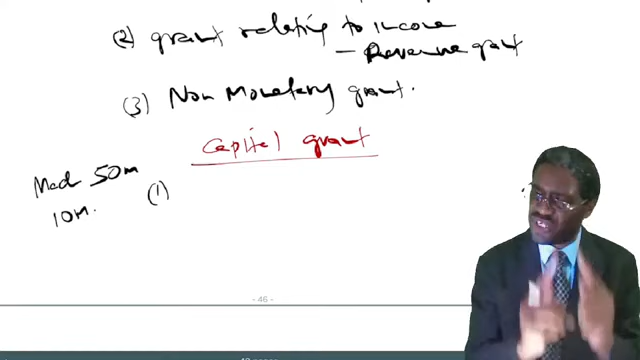 (2) grant relating to income
– Revenue grant
(3) Non Monetary grant.
Capital grant
Mach 50m (1)
10m.
- 46 -